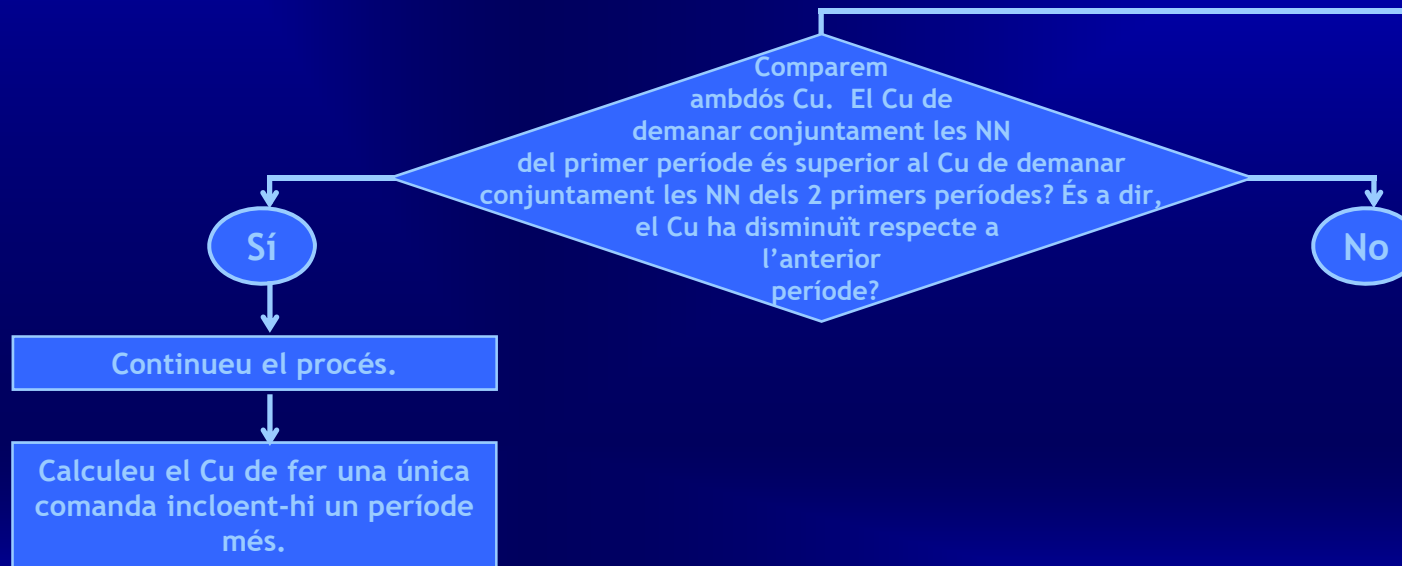 Comparem
ambdós Cu. El Cu de
demanar conjuntament les NN
del primer període és superior al Cu de demanar
conjuntament les NN dels 2 primers períodes? És a dir,
el Cu ha disminuït respecte a
l’anterior
període?
Sí
No
Continueu el procés.
Calculeu el Cu de fer una única
comanda incloent-hi un període
més.